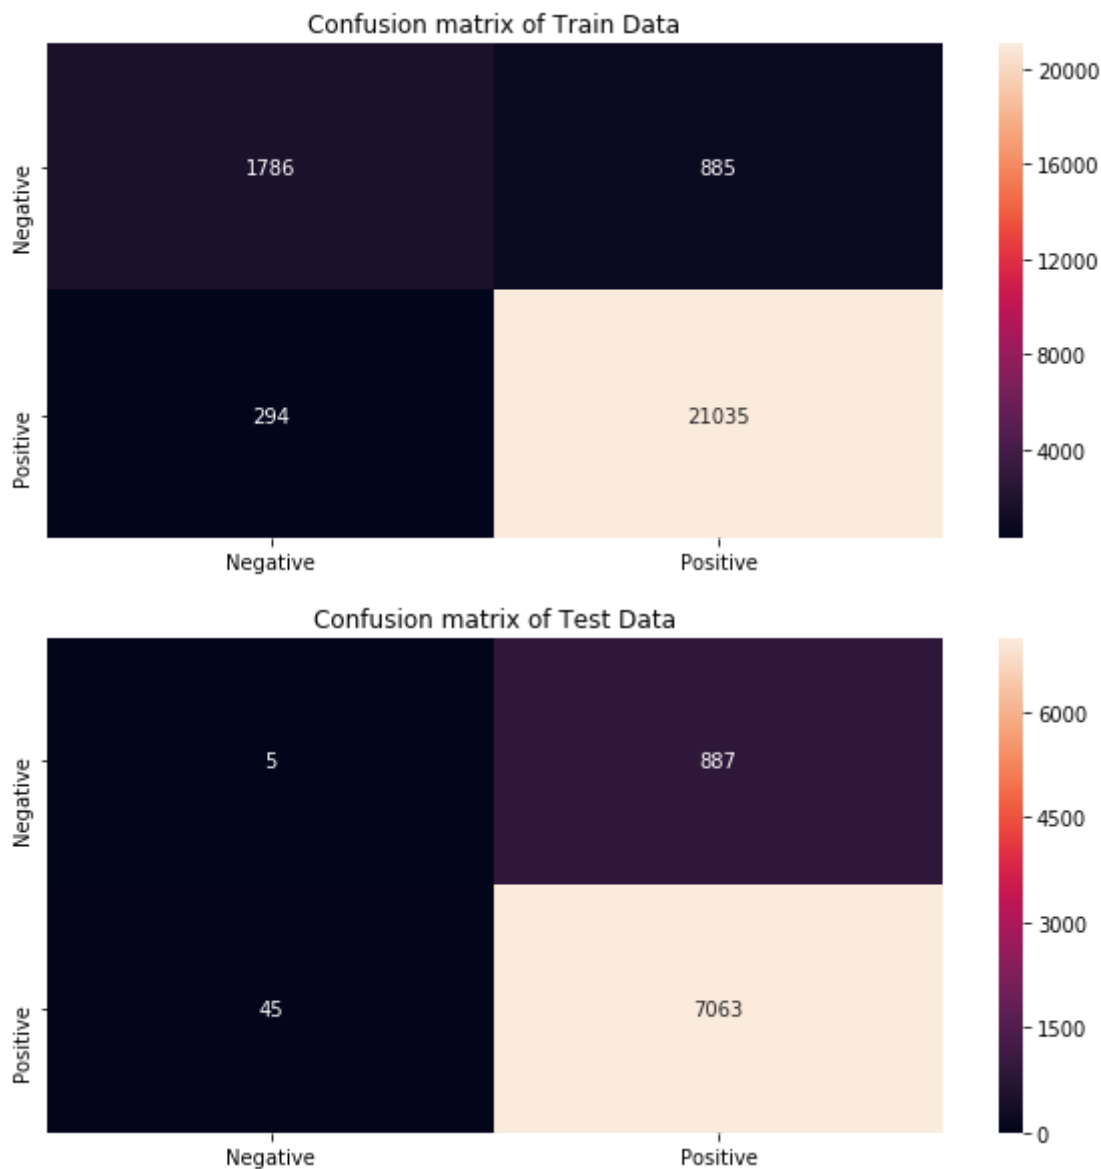 Confusion matrix of Train Data
20000
1786 885
Negative
16000
12000
8000
294 21035
Positive
4000
Negative Positive
Confusion matrix of Test Data
6000
5 887
Negative
4500
3000
45 7063
Positive
1500
0
Negative Positive